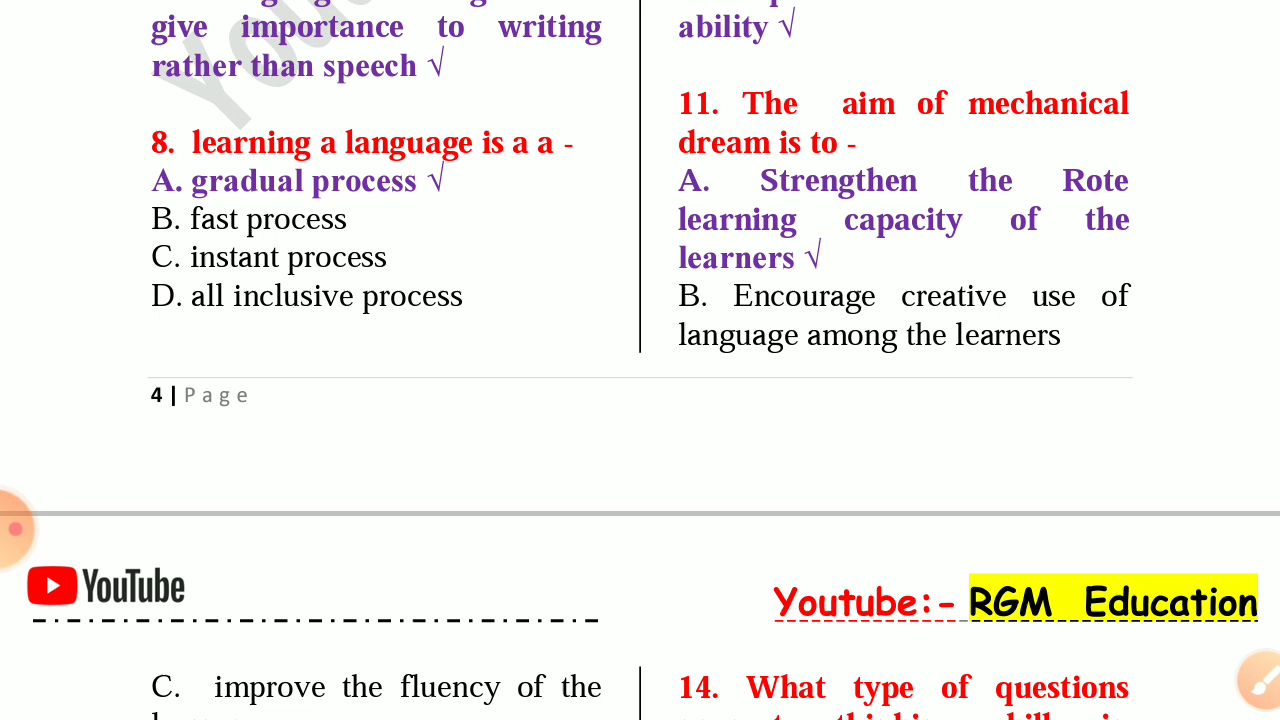 give importance to writing
rather than speech √
8. learning a language is a a -
A. gradual process √
B. fast process
C. instant process
D. all inclusive process
ability √
11. The aim of mechanical
dream is to -
A. Strengthen the Rote
learning capacity of the
learners √
B. Encourage creative use of
language among the learners
4 | Page
YouTube
Youtube:- RGM Education
C. improve the fluency of the
14. What type of questions